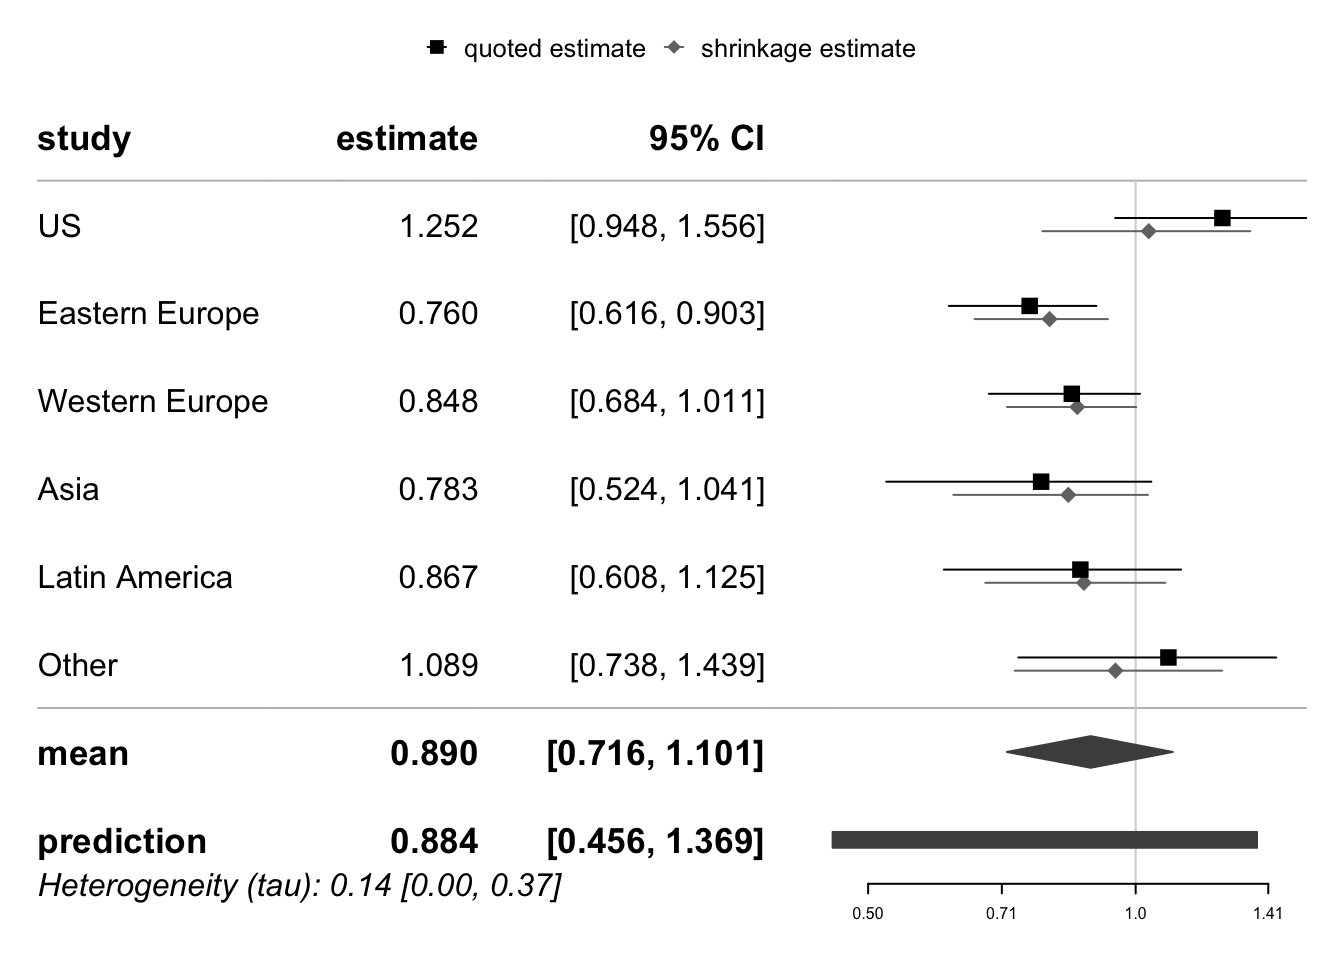 quoted estimate shrinkage estimate
study estimate 95% CI
US 1.252 [0.948, 1.556]
Eastern Europe 0.760 [0.616, 0.903]
Western Europe 0.848 [0.684, 1.011]
Asia 0.783 [0.524, 1.041]
Latin America 0.867 [0.608, 1.125]
Other 1.089 [0.738, 1.439]
mean 0.890 [0.716, 1.101]
prediction 0.884 [0.456, 1.369]
Heterogeneity (tau): 0.14 [0.00, 0.37]
0.50 0.71 1.0 1.41